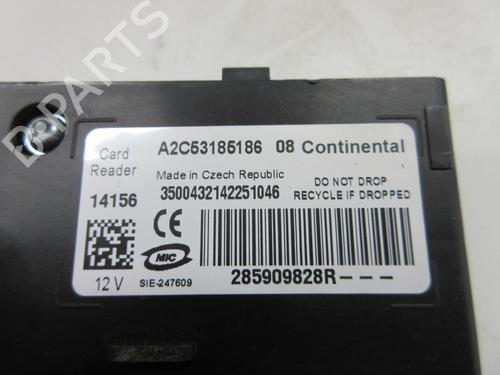 B-PARTS
Card Reader
A2C53185186 08 Continental
Made in Czech Republic
DO NOT DROP
RECYCLE IF DROPPED
14156
3500432142251046
CE
MIC
12 V
SIE-247609
285909828R---